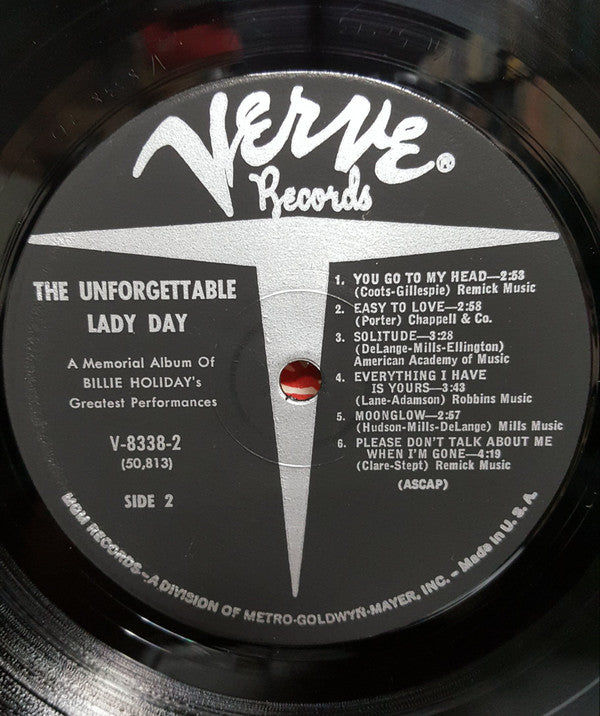 VERVE®
Records
THE UNFORGETTABLE
LADY DAY
A Memorial Album Of
BILLIE HOLIDAY's
Greatest Performances
V-8338-2
(50,813)
SIDE 2
1. YOU GO TO MY HEAD—2:53
(Coots-Gillespie) Remick Music
2. EASY TO LOVE—2:58
(Porter) Chappell & Co.
3. SOLITUDE—3:28
(DeLange-Mills-Ellington)
American Academy of Music
4. EVERYTHING I HAVE
IS YOURS—3:43
(Lane-Adamson) Robbins Music
5. MOONGLOW—2:57
(Hudson-Mills-DeLange) Mills Music
6. PLEASE DON'T TALK ABOUT ME
WHEN I'M GONE—4:19
(Clare-Stept) Remick Music
(ASCAP)
MGM RECORDS—A DIVISION OF METRO-GOLDWYN-MAYER, INC. – Made in U. S. A.